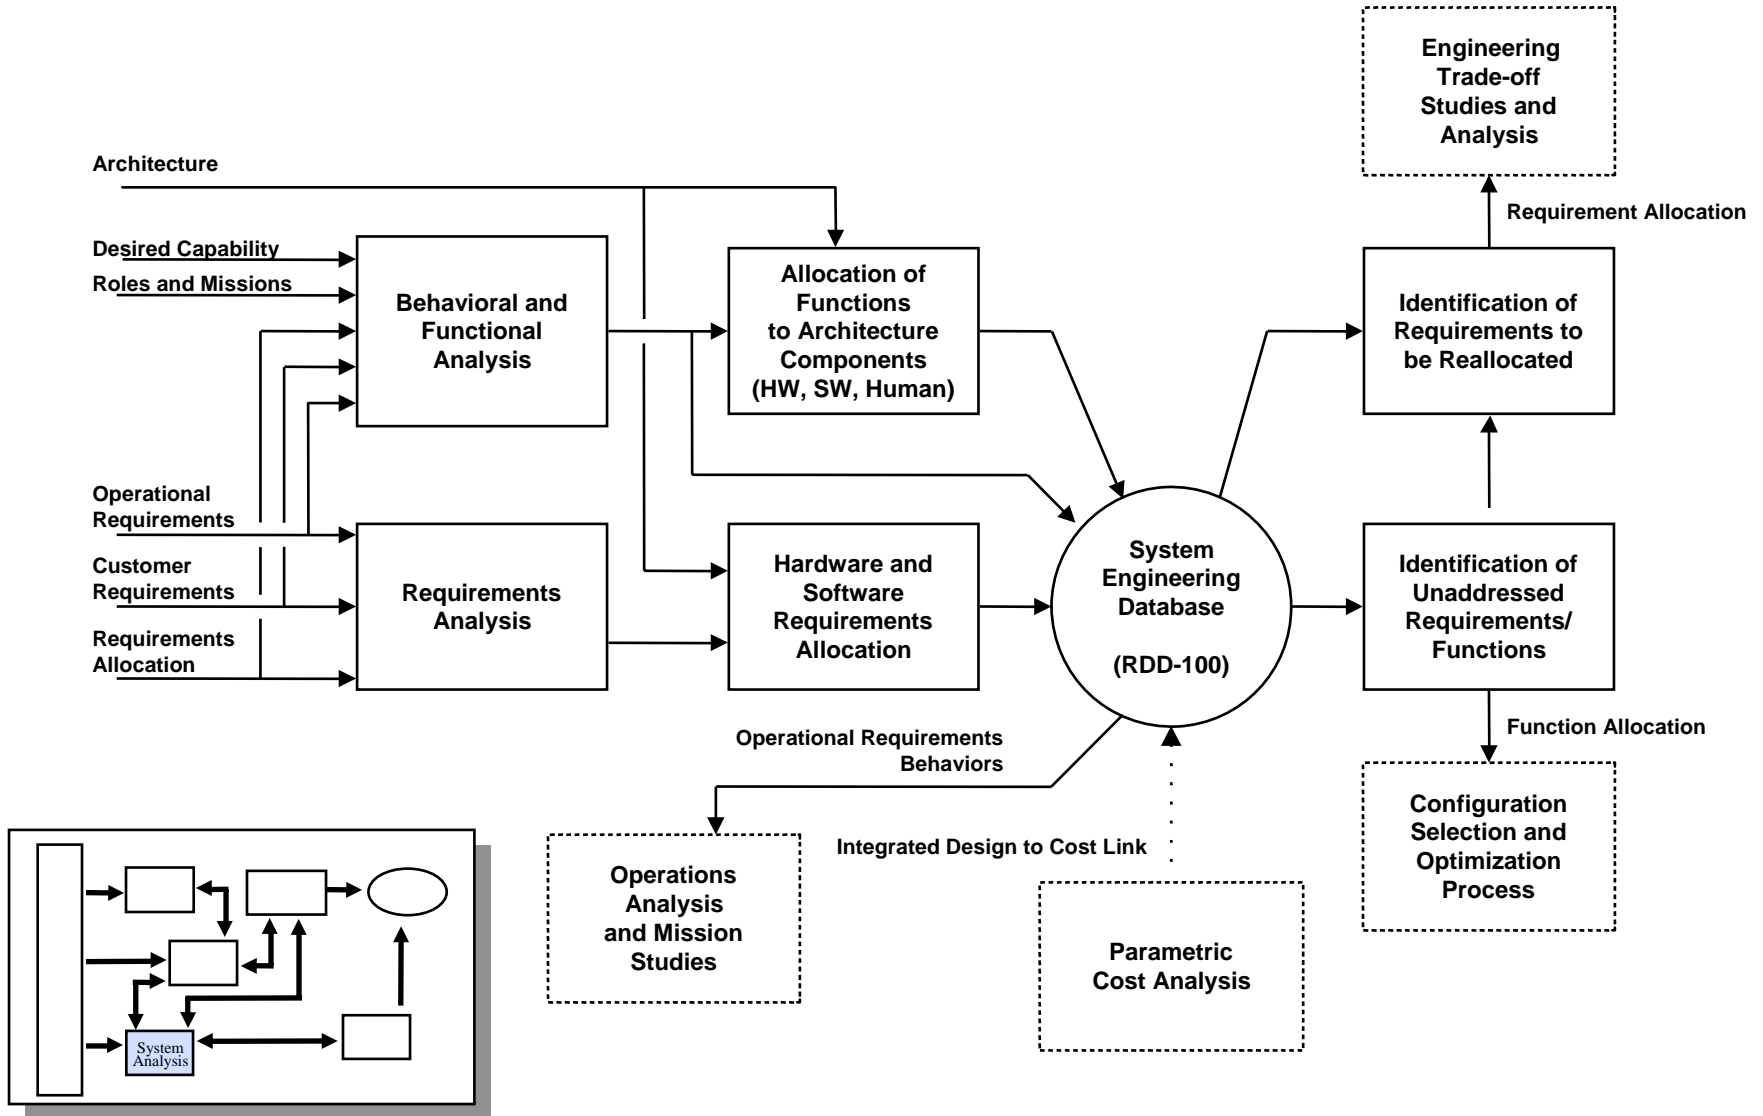 Engineering
Trade-off
Studies and
Analysis
Architecture
Requirement Allocation
Desired Capability
Roles and Missions
Behavioral and
Functional
Analysis
Allocation of
Functions
to Architecture
Components
(HW, SW, Human)
Identification of
Requirements to
be Reallocated
Operational
Requirements
Customer
Requirements
Requirements
Allocation
Requirements
Analysis
Hardware and
Software
Requirements
Allocation
System
Engineering
Database
(RDD-100)
Identification of
Unaddressed
Requirements/
Functions
Operational Requirements
Behaviors
Function Allocation
Integrated Design to Cost Link
Operations
Analysis
and Mission
Studies
Parametric
Cost Analysis
Configuration
Selection and
Optimization
Process
System
Analysis